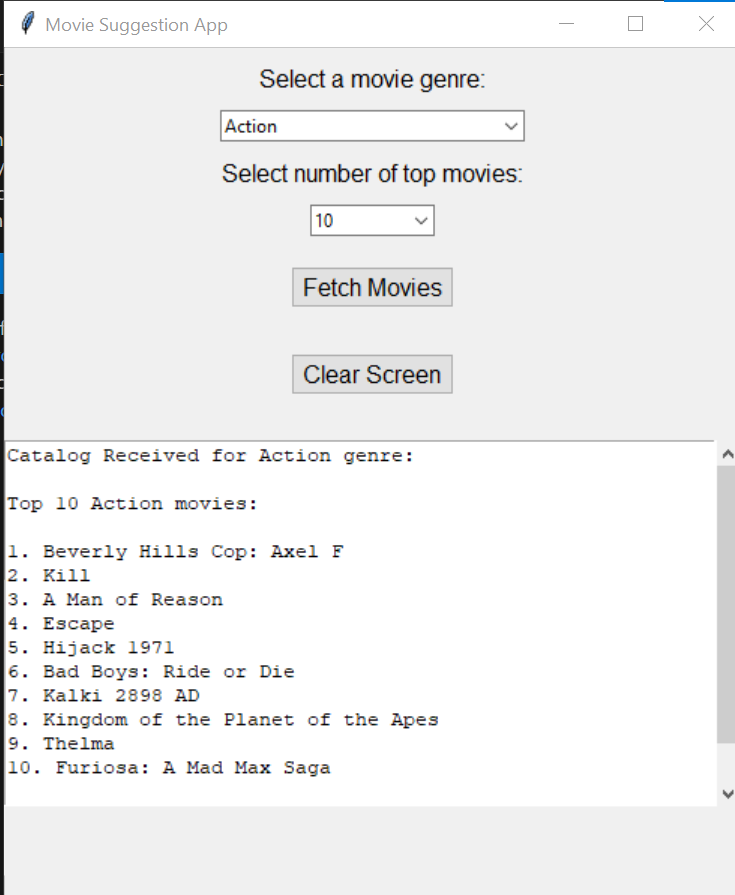 Movie Suggestion App
Select a movie genre:
Action
Select number of top movies:
10
Fetch Movies
Clear Screen
Catalog Received for Action genre:
Top 10 Action movies:
1. Beverly Hills Cop: Axel F
2. Kill
3. A Man of Reason
4. Escape
5. Hijack 1971
6. Bad Boys: Ride or Die
7. Kalki 2898 AD
8. Kingdom of the Planet of the Apes
9. Thelma
10. Furiosa: A Mad Max Saga